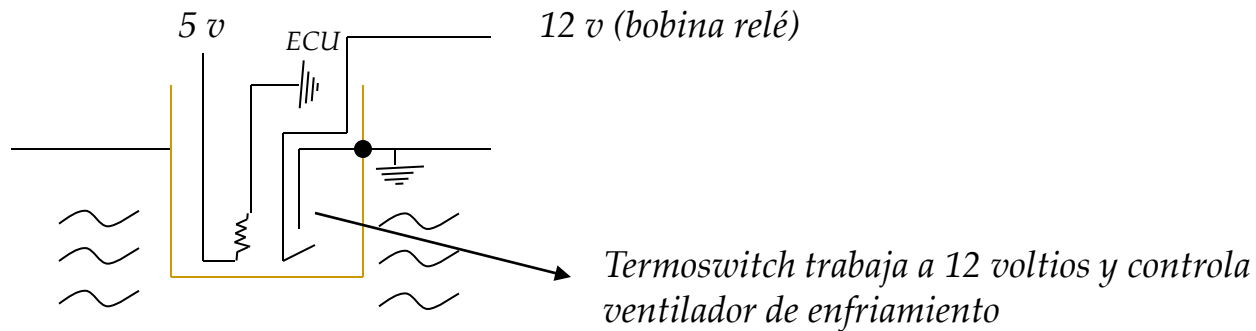 5 v
ECU
12 v (bobina relé)
Termoswitch trabaja a 12 voltios y controla
ventilador de enfriamiento